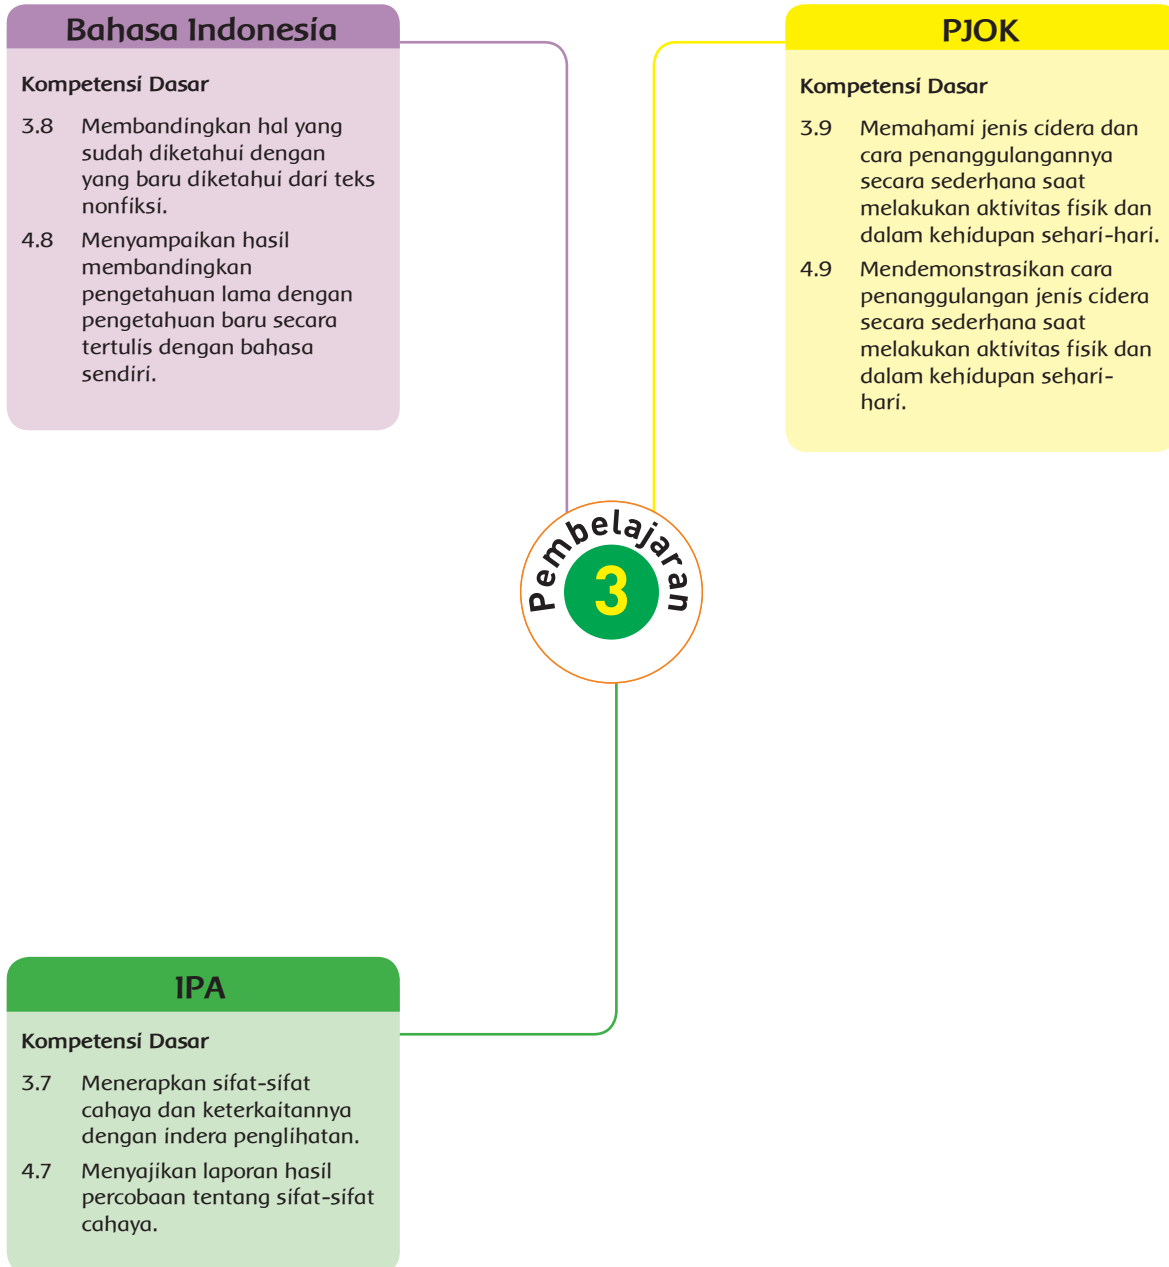 Bahasa Indonesia
Kompetensi Dasar
3.8 Membandingkan hal yang
sudah diketahui dengan
yang baru diketahui dari teks
nonfiksi.
4.8 Menyampaikan hasil
membandingkan
pengetahuan lama dengan
pengetahuan baru secara
tertulis dengan bahasa
sendiri.
PJOK
Kompetensi Dasar
3.9 Memahami jenis cidera dan
cara penanggulangannya
secara sederhana saat
melakukan aktivitas fisik dan
dalam kehidupan sehari-hari.
4.9 Mendemonstrasikan cara
penanggulangan jenis cidera
secara sederhana saat
melakukan aktivitas fisik dan
dalam kehidupan sehari-
hari.
Pembelajaran
3
IPA
Kompetensi Dasar
3.7 Menerapkan sifat-sifat
cahaya dan keterkaitannya
dengan indera penglihatan.
4.7 Menyajikan laporan hasil
percobaan tentang sifat-sifat
cahaya.